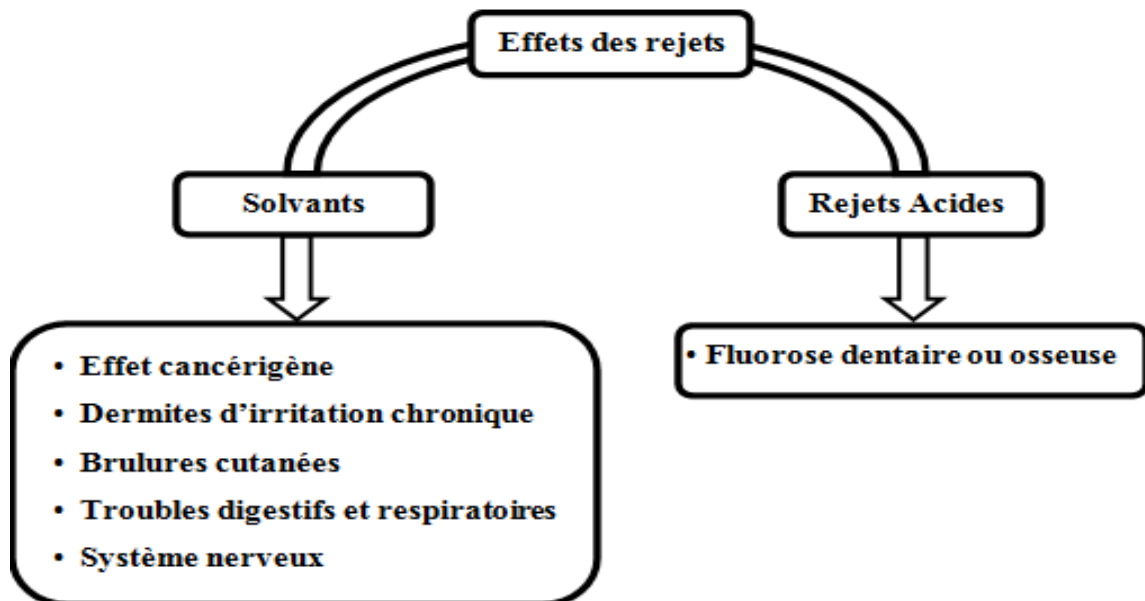 Effets des rejets
Solvants
Rejets Acides
• Effet cancérigène
• Dermites d’irritation chronique
• Brulures cutanées
• Troubles digestifs et respiratoires
• Système nerveux
• Fluorose dentaire ou osseuse